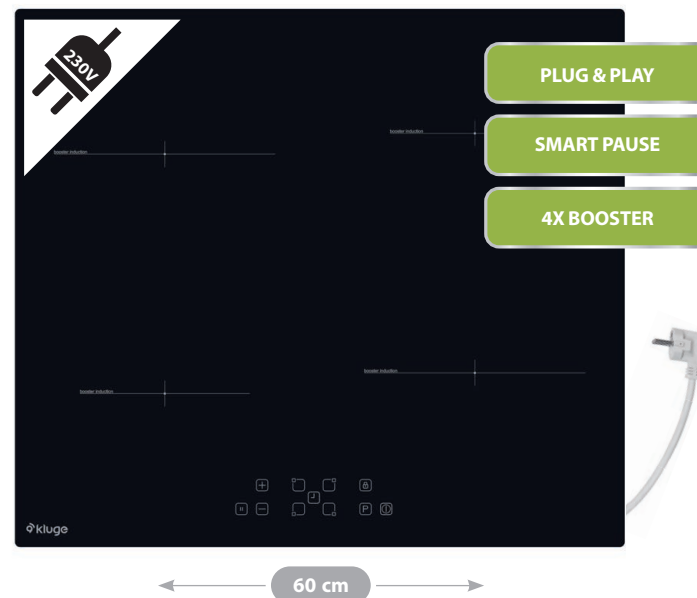 230V
PLUG & PLAY
SMART PAUSE
4X BOOSTER
booster induction
booster induction
booster induction
booster induction
P
kluge
60 cm